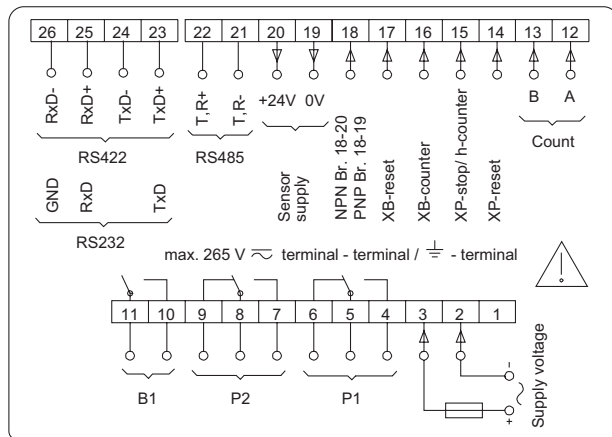 26 25 24 23 22 21 20 19 18 17 16 15 14 13 12
RxD- RxD+ TxD- TxD+ T,R+ T,R- +24V 0V NPN Br. 18-20 XB-reset XB-counter XP-stop/ h-counter XP-reset B A
PNP Br. 18-19
RS422 RS485 Sensor supply Count
GND RxD TxD
RS232
max. 265 V terminal - terminal / - terminal
!
11 10 9 8 7 6 5 4 3 2 1
B1 P2 P1
-
+
Supply voltage